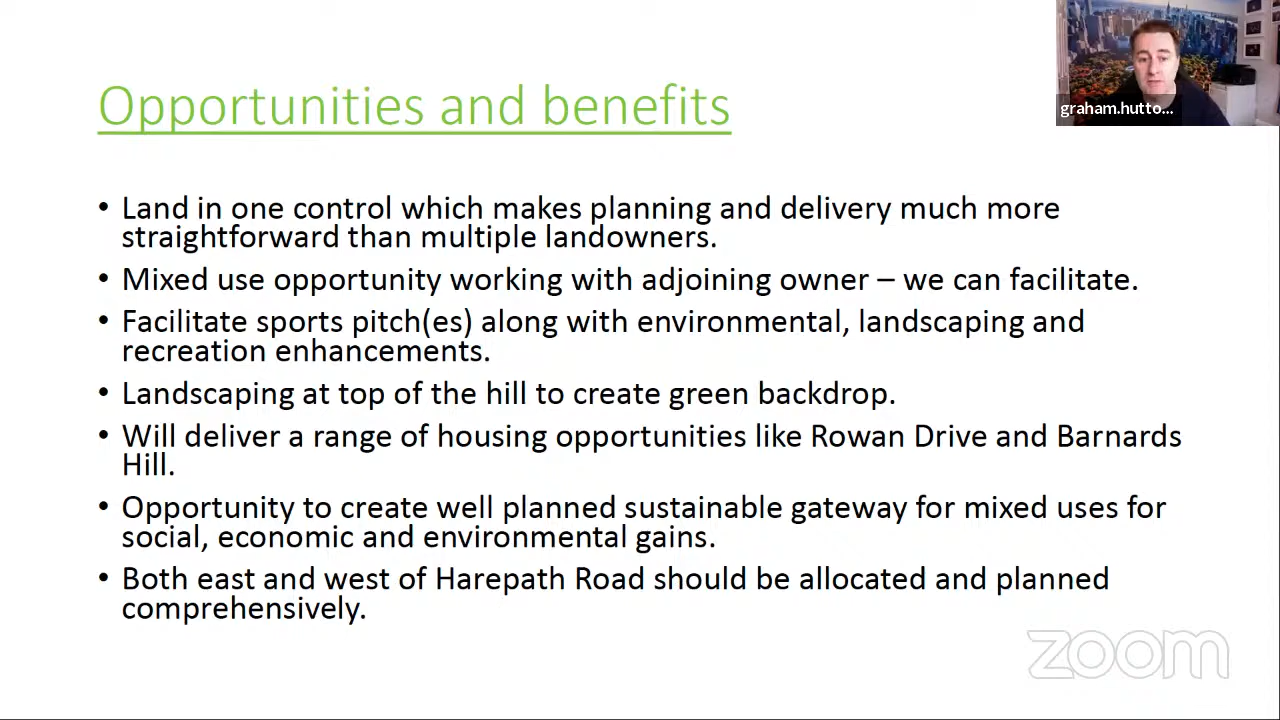 Opportunities and benefits
graham.hutto...
• Land in one control which makes planning and delivery much more
straightforward than multiple landowners.
• Mixed use opportunity working with adjoining owner – we can facilitate.
• Facilitate sports pitch(es) along with environmental, landscaping and
recreation enhancements.
• Landscaping at top of the hill to create green backdrop.
• Will deliver a range of housing opportunities like Rowan Drive and Barnards
Hill.
• Opportunity to create well planned sustainable gateway for mixed uses for
social, economic and environmental gains.
• Both east and west of Harepath Road should be allocated and planned
comprehensively.
zoom